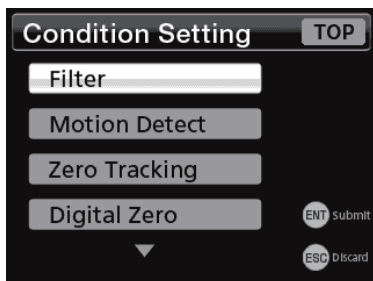 Condition Setting TOP
Filter
Motion Detect
Zero Tracking
Digital Zero
ENT Submit
ESC Discard